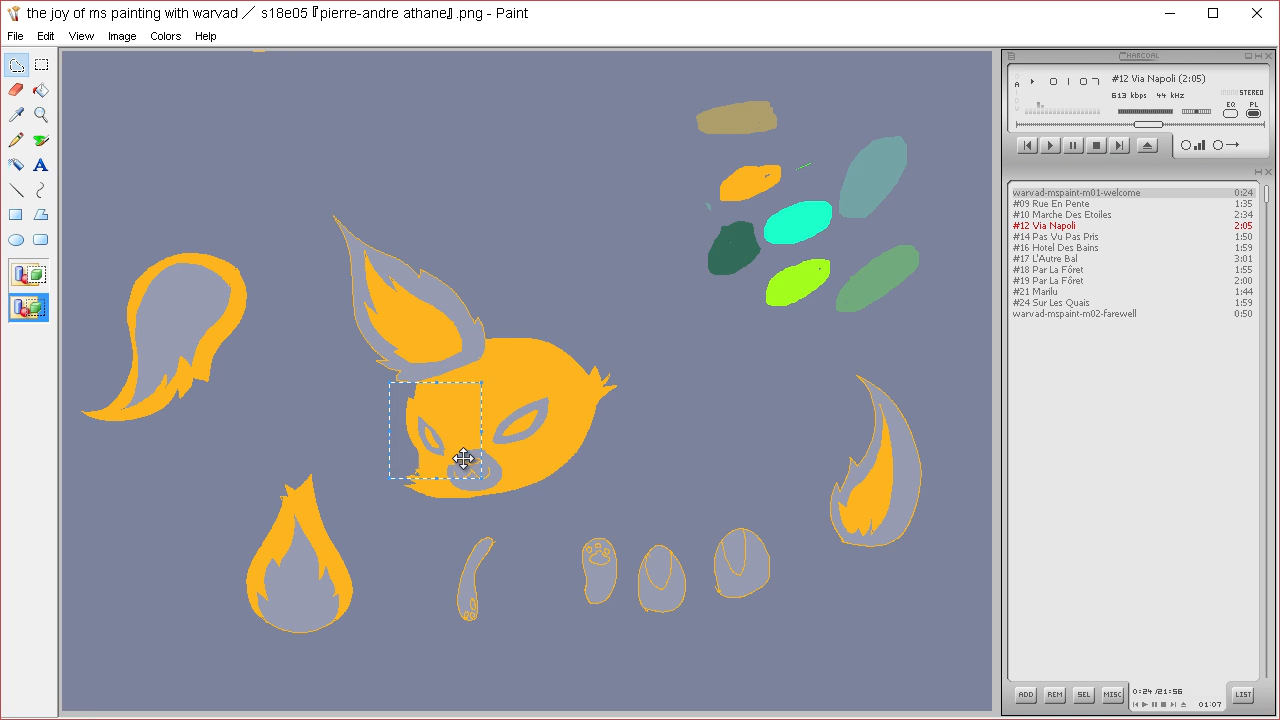 the joy of ms painting with warvad ／ s18e05『pierre-andre athane』.png - Paint
File Edit View Image Colors Help
CHARCOAL
#12 Via Napoli (2:05)
613 kbps 44 kHz
MONO STEREO
EQ PL
warvad-mspaint-m01-welcome 0:24
#09 Rue En Pente 1:35
#10 Marche Des Etoiles 2:34
#12 Via Napoli 2:05
#14 Pas Vu Pas Pris 1:50
#16 Hotel Des Bains 1:59
#17 L'Autre Bal 3:01
#18 Par La Fôret 1:55
#19 Par La Fôret 2:00
#21 Marilu 1:44
#24 Sur Les Quais 1:59
warvad-mspaint-m02-farewell 0:50
ADD REM SEL MISC 0:24 /21:56 LIST
01:07